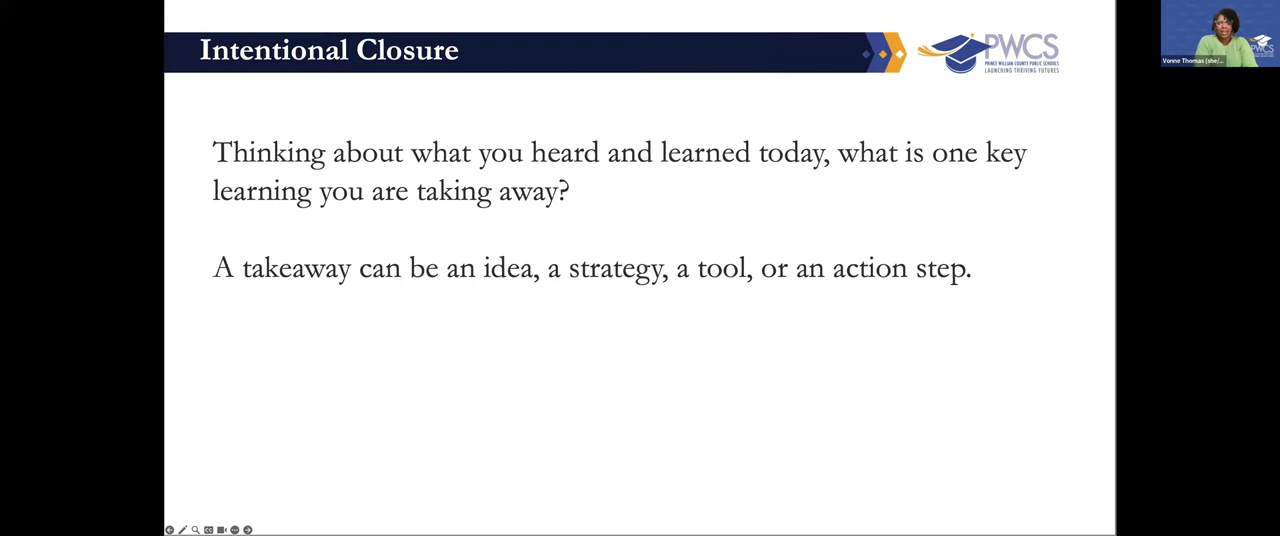 Intentional Closure
PWCS
PRINCE WILLIAM COUNTY PUBLIC SCHOOLS
LAUNCHING THRIVING FUTURES
PWCS
Vonne Thomas (she/...
Thinking about what you heard and learned today, what is one key
learning you are taking away?
A takeaway can be an idea, a strategy, a tool, or an action step.